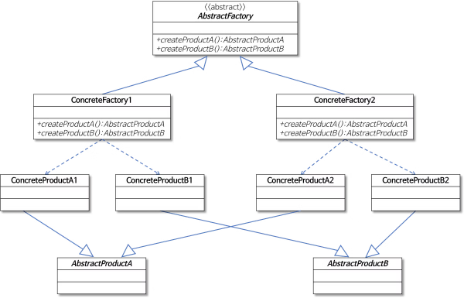 ((abstract))
AbstractFactory
+createProductA():AbstractProductA
+createProductB():AbstractProductB
ConcreteFactory1
+createProductA():AbstractProductA
+createProductB():AbstractProductB
ConcreteFactory2
+createProductA():AbstractProductA
+createProductB():AbstractProductB
ConcreteProductA1
ConcreteProductB1
ConcreteProductA2
ConcreteProductB2
AbstractProductA
AbstractProductB